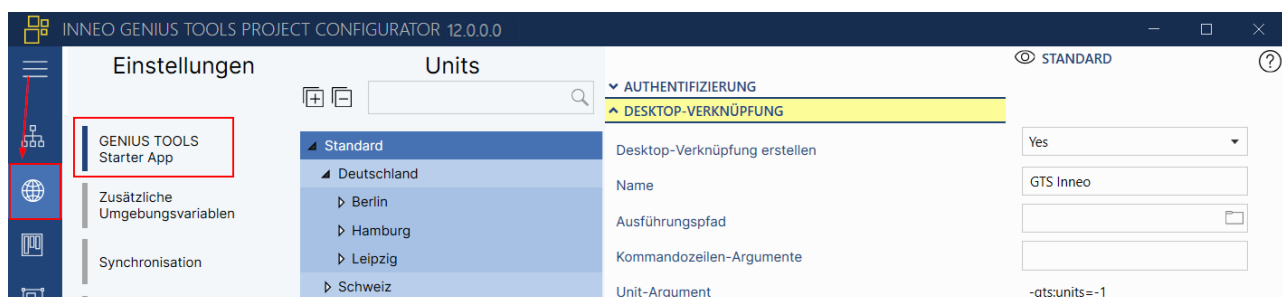 INNEO GENIUS TOOLS PROJECT CONFIGURATOR 12.0.0.0
Einstellungen
GENIUS TOOLS
Starter App
Zusätzliche
Umgebungsvariablen
Synchronisation
Units
Standard
Deutschland
Berlin
Hamburg
Leipzig
Schweiz
STANDARD
AUTHENTIFIZIERUNG
DESKTOP-VERKNÜPFUNG
Desktop-Verknüpfung erstellen
Yes
Name
GTS Inneo
Ausführungspfad
Kommandozeilen-Argumente
Unit-Argument
-gts:units=-1